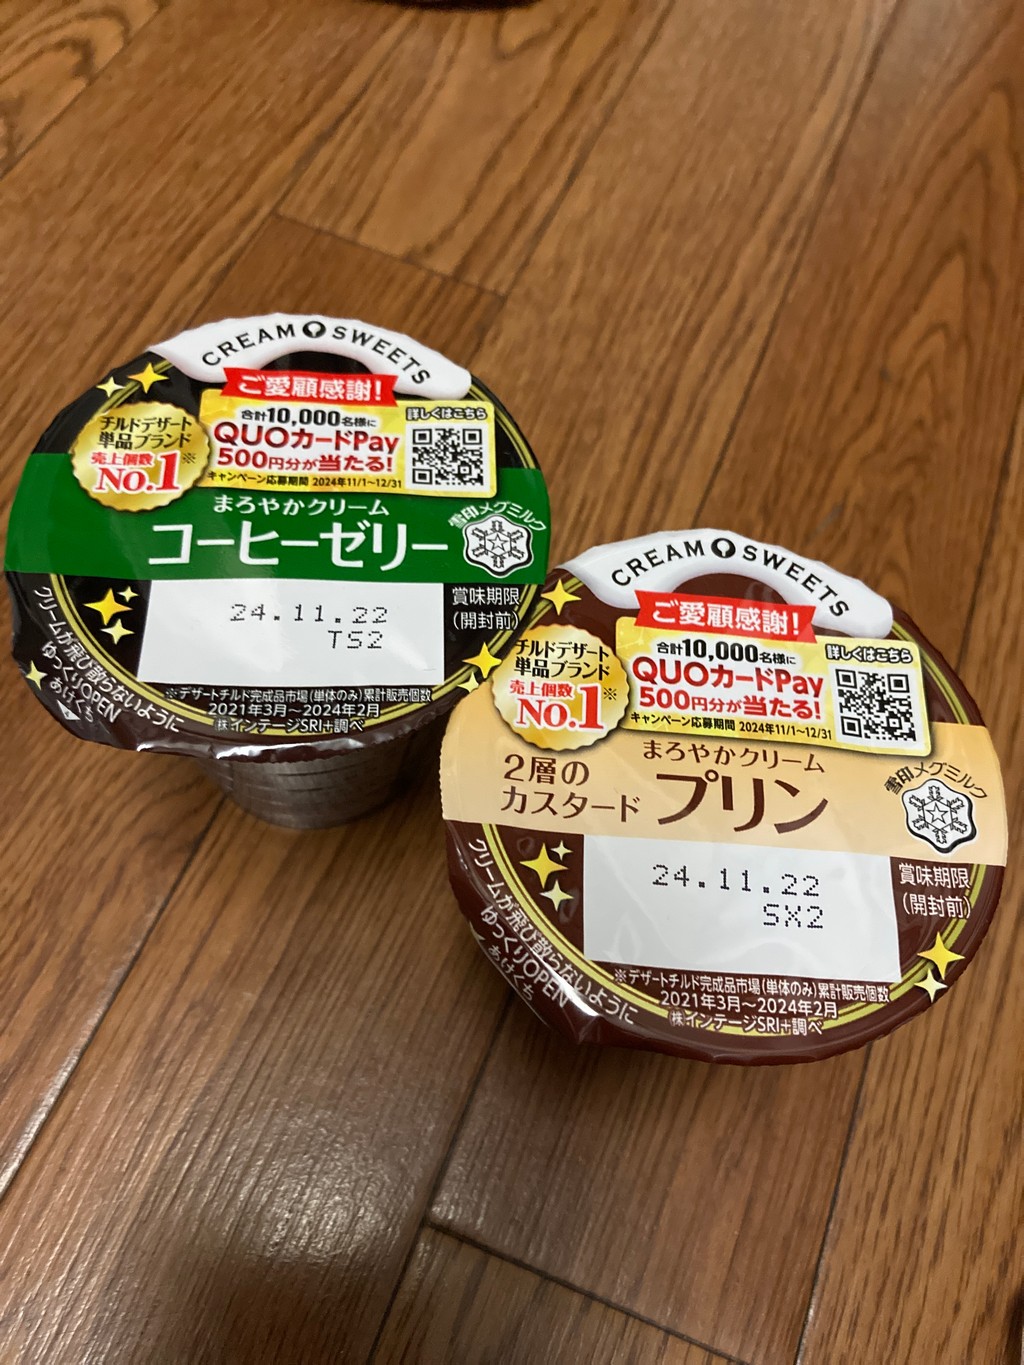 CREAM SWEETS
ご愛顧感謝!
チルドデザート
単品ブランド
売上個数
No.1※
合計10,000名様に
QUOカードPay
500円分が当たる!
キャンペーン応募期間 2024年11/1〜12/31
詳しくはこちら
まろやかクリーム
コーヒーゼリー
雪印メグミルク
24.11.22
TS2
賞味期限
(開封前)
※デザートチルド完成品市場(単体のみ)累計販売個数
2021年3月〜2024年2月
㈱インテージSRI+調べ
クリームが飛び散らないように
ゆっくりOPEN
あけくち
CREAM SWEETS
ご愛顧感謝!
チルドデザート
単品ブランド
売上個数
No.1※
合計10,000名様に
QUOカードPay
500円分が当たる!
キャンペーン応募期間 2024年11/1〜12/31
詳しくはこちら
まろやかクリーム
2層の
カスタード
プリン
雪印メグミルク
24.11.22
SX2
賞味期限
(開封前)
※デザートチルド完成品市場(単体のみ)累計販売個数
2021年3月〜2024年2月
㈱インテージSRI+調べ
クリームが飛び散らないように
ゆっくりOPEN
あけくち